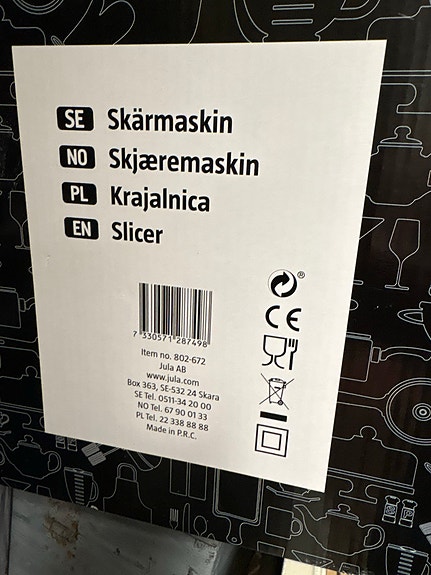 SE Skärmaskin
NO Skjæremaskin
PL Krajalnica
EN Slicer
7 330571 287498
Item no. 802-672
Jula AB
www.jula.com
Box 363, SE-532 24 Skara
SE Tel. 0511-34 20 00
NO Tel. 67 90 01 33
PL Tel. 22 338 88 88
Made in P.R.C.
®
CE